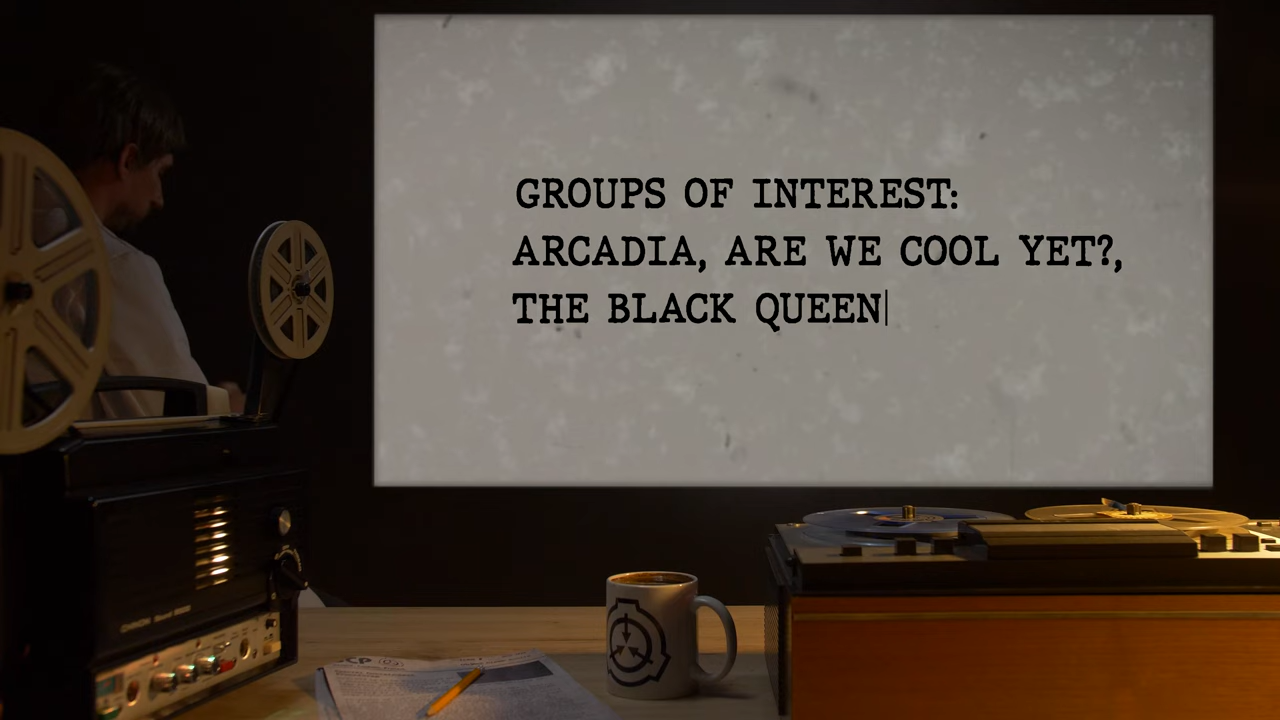 GROUPS OF INTEREST:
ARCADIA, ARE WE COOL YET?,
THE BLACK QUEEN